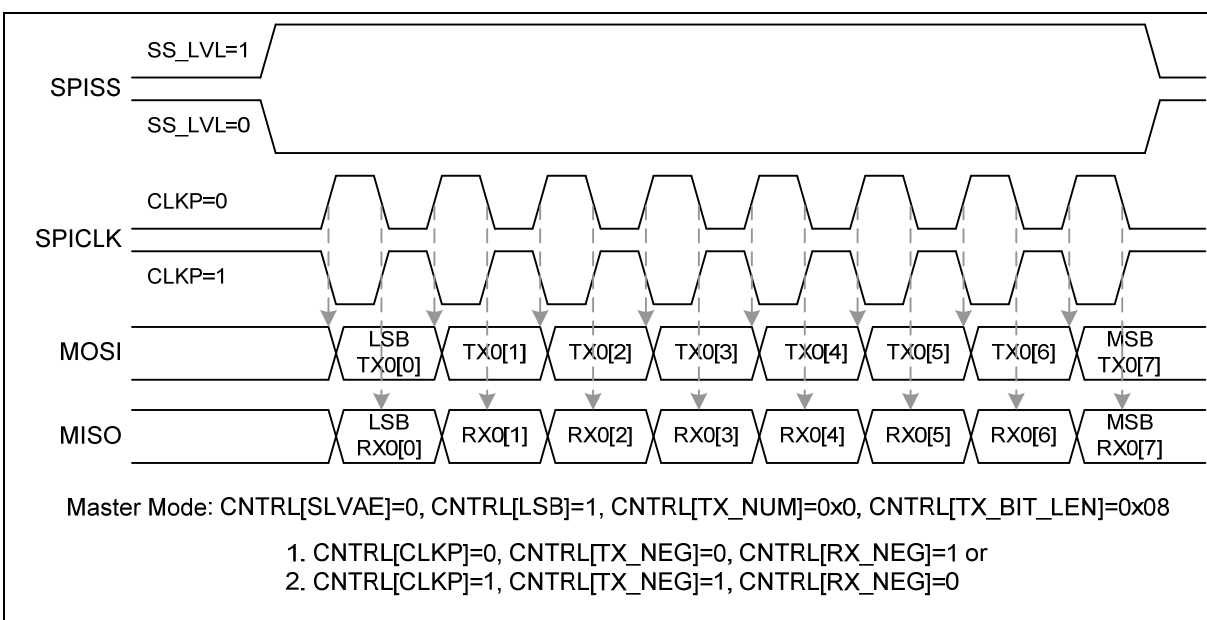 SS_LVL=1
SPISS
SS_LVL=0
CLKP=0
SPICLK
CLKP=1
MOSI
LSB
TX0[0]
TX0[1]
TX0[2]
TX0[3]
TX0[4]
TX0[5]
TX0[6]
MSB
TX0[7]
MISO
LSB
RX0[0]
RX0[1]
RX0[2]
RX0[3]
RX0[4]
RX0[5]
RX0[6]
MSB
RX0[7]
Master Mode: CNTRL[SLVAE]=0, CNTRL[LSB]=1, CNTRL[TX_NUM]=0x0, CNTRL[TX_BIT_LEN]=0x08
1. CNTRL[CLKP]=0, CNTRL[TX_NEG]=0, CNTRL[RX_NEG]=1 or
2. CNTRL[CLKP]=1, CNTRL[TX_NEG]=1, CNTRL[RX_NEG]=0